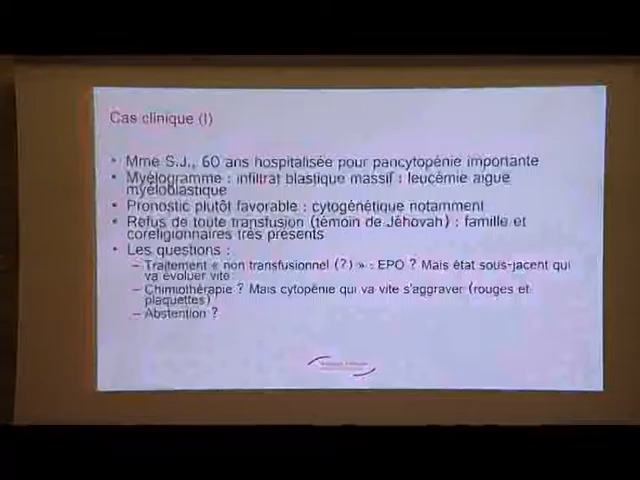 Cas clinique (I)
• Mme S.J., 60 ans hospitalisée pour pancytopénie importante
• Myélogramme : infiltrat blastique massif : leucémie aigue
myéloblastique
• Pronostic plutôt favorable : cytogénétique notamment
• Refus de toute transfusion (témoin de Jéhovah) : famille et
coreligionnaires très présents
• Les questions :
– Traitement « non transfusionnel (?) » : EPO ? Mais état sous-jacent qui
va évoluer vite
– Chimiothérapie ? Mais cytopénie qui va vite s'aggraver (rouges et
plaquettes)
– Abstention ?